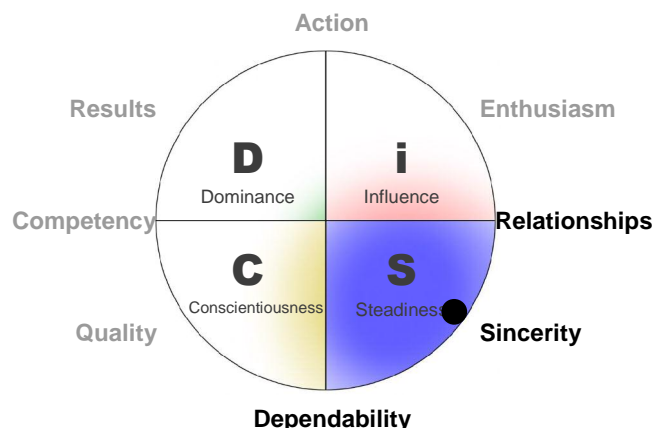 Action
Results
Enthusiasm
D
i
Dominance
Influence
Competency
Relationships
C
S
Conscientiousness
Steadiness
Quality
Sincerity
Dependability